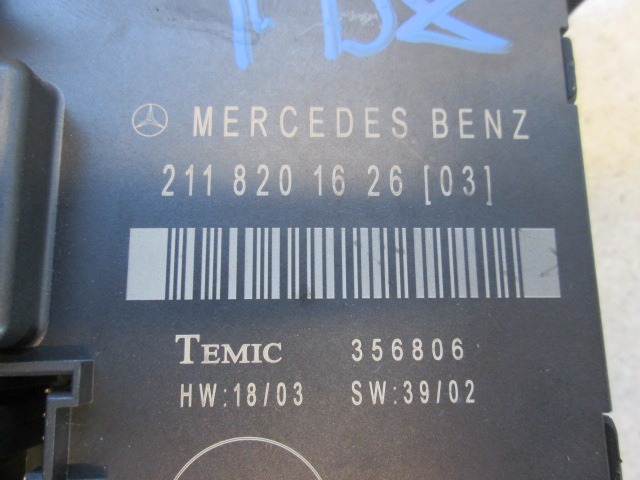 MERCEDES BENZ
211 820 16 26 [03]
TEMIC 356806
HW:18/03 SW:39/02